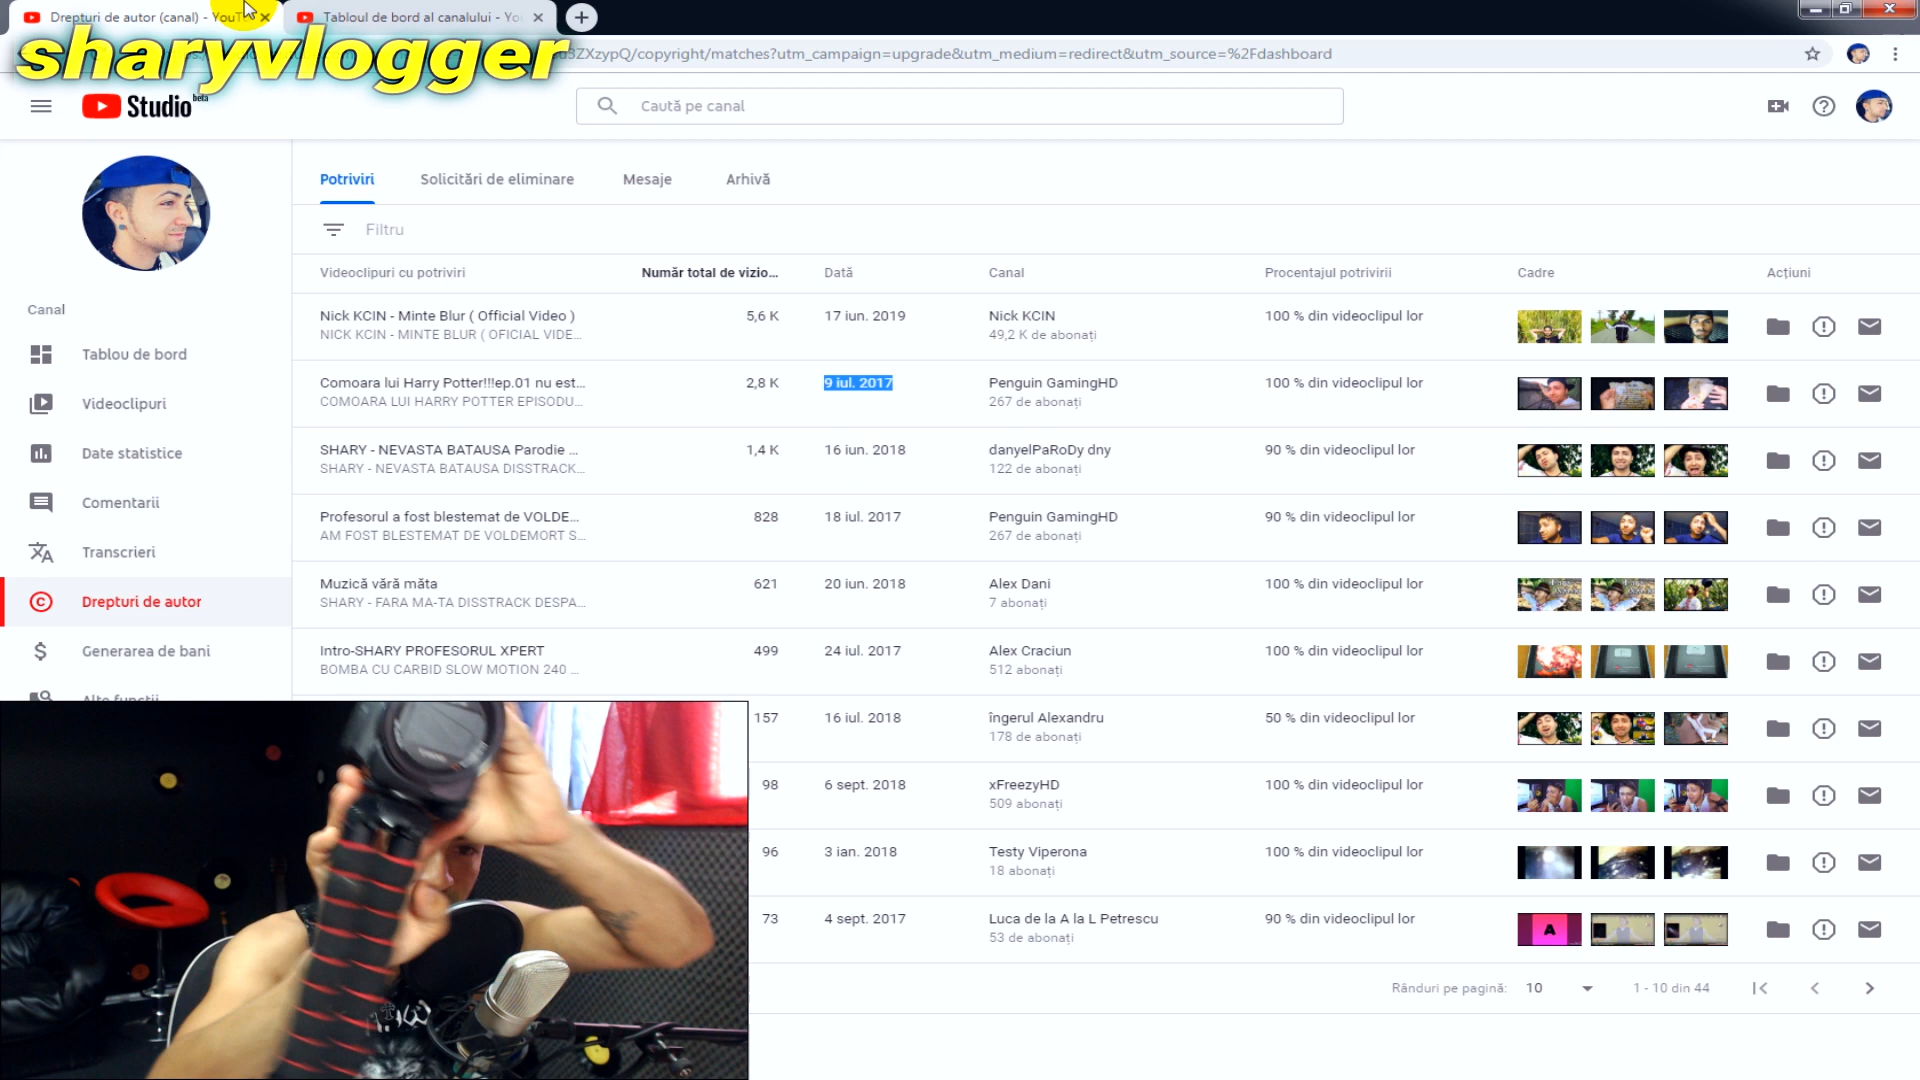 Drepturi de autor (canal) - YouTu
Tabloul de bord al canalului - You
sharyvlogger
3ZXzypQ/copyright/matches?utm_campaign=upgrade&utm_medium=redirect&utm_source=%2Fdashboard
Studio beta
Caută pe canal
Potriviri
Solicitări de eliminare
Mesaje
Arhivă
Filtru
Videoclipuri cu potriviri
Număr total de vizio...
Dată
Canal
Procentajul potrivirii
Cadre
Acțiuni
Canal
Tablou de bord
Videoclipuri
Date statistice
Comentarii
Transcrieri
Drepturi de autor
Generarea de bani
Alte funcții
Nick KCIN - Minte Blur ( Official Video )
NICK KCIN - MINTE BLUR ( OFICIAL VIDE...
5,6 K
17 iun. 2019
Nick KCIN
49,2 K de abonați
100 % din videoclipul lor
Comoara lui Harry Potter!!!ep.01 nu est...
COMOARA LUI HARRY POTTER EPISODU...
2,8 K
9 iul. 2017
Penguin GamingHD
267 de abonați
100 % din videoclipul lor
SHARY - NEVASTA BATAUSA Parodie ...
SHARY - NEVASTA BATAUSA DISSTRACK...
1,4 K
16 iun. 2018
danyelPaRoDy dny
122 de abonați
90 % din videoclipul lor
Profesorul a fost blestemat de VOLDE...
AM FOST BLESTEMAT DE VOLDEMORT S...
828
18 iul. 2017
Penguin GamingHD
267 de abonați
90 % din videoclipul lor
Muzică vără măta
SHARY - FARA MA-TA DISSTRACK DESPA...
621
20 iun. 2018
Alex Dani
7 abonați
100 % din videoclipul lor
Intro-SHARY PROFESORUL XPERT
BOMBA CU CARBID SLOW MOTION 240 ...
499
24 iul. 2017
Alex Craciun
512 abonați
100 % din videoclipul lor
157
16 iul. 2018
îngerul Alexandru
178 de abonați
50 % din videoclipul lor
98
6 sept. 2018
xFreezyHD
509 abonați
100 % din videoclipul lor
96
3 ian. 2018
Testy Viperona
18 abonați
100 % din videoclipul lor
73
4 sept. 2017
Luca de la A la L Petrescu
53 de abonați
90 % din videoclipul lor
A
Rânduri pe pagină:
10
1 - 10 din 44